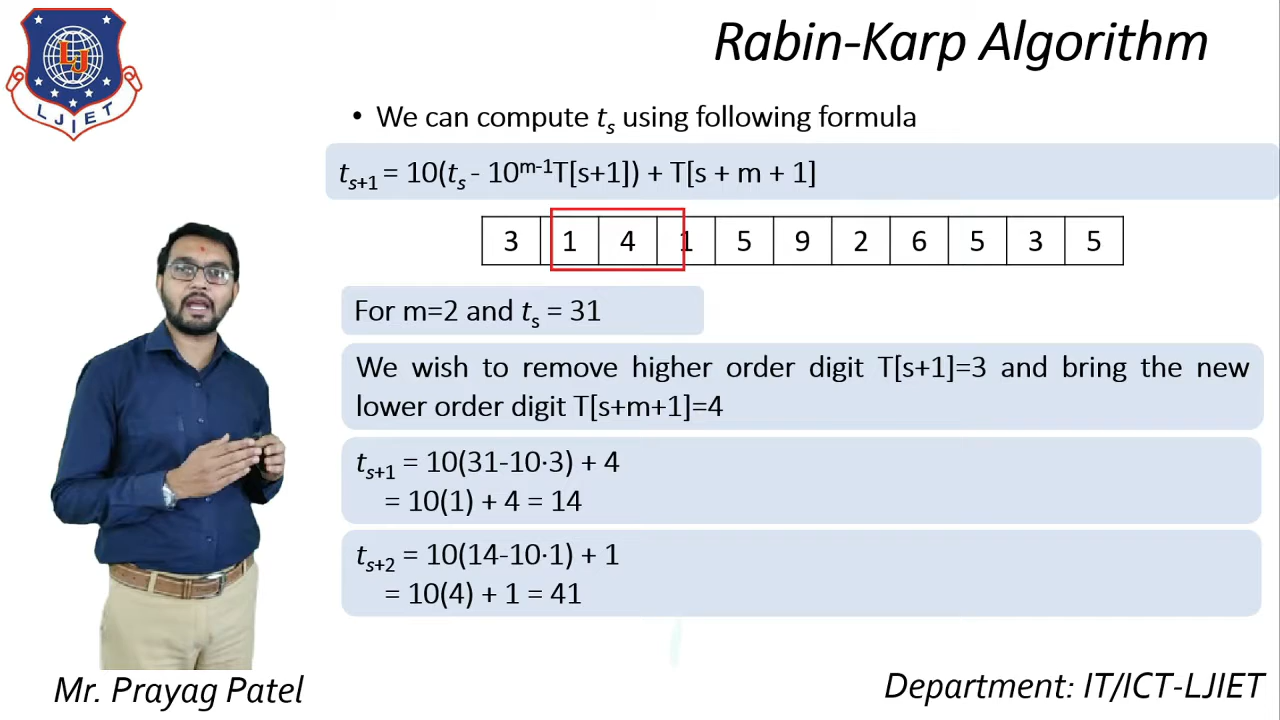 LJ
LJIET
Rabin-Karp Algorithm
• We can compute tₛ using following formula
tₛ₊₁ = 10(tₛ - 10ᵐ⁻¹T[s+1]) + T[s + m + 1]
3 1 4 1 5 9 2 6 5 3 5
For m=2 and tₛ = 31
We wish to remove higher order digit T[s+1]=3 and bring the new
lower order digit T[s+m+1]=4
tₛ₊₁ = 10(31-10·3) + 4
= 10(1) + 4 = 14
tₛ₊₂ = 10(14-10·1) + 1
= 10(4) + 1 = 41
Mr. Prayag Patel
Department: IT/ICT-LJIET